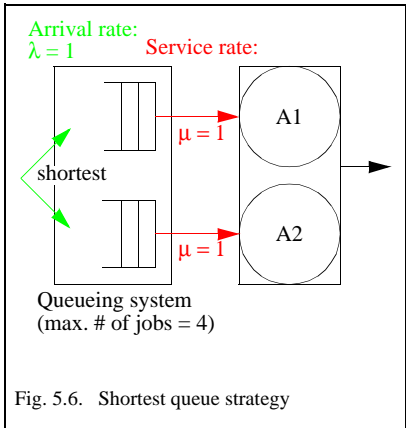 Arrival rate:
λ = 1
Service rate:
A1
μ = 1
shortest
A2
μ = 1
Queueing system
(max. # of jobs = 4)
Fig. 5.6. Shortest queue strategy